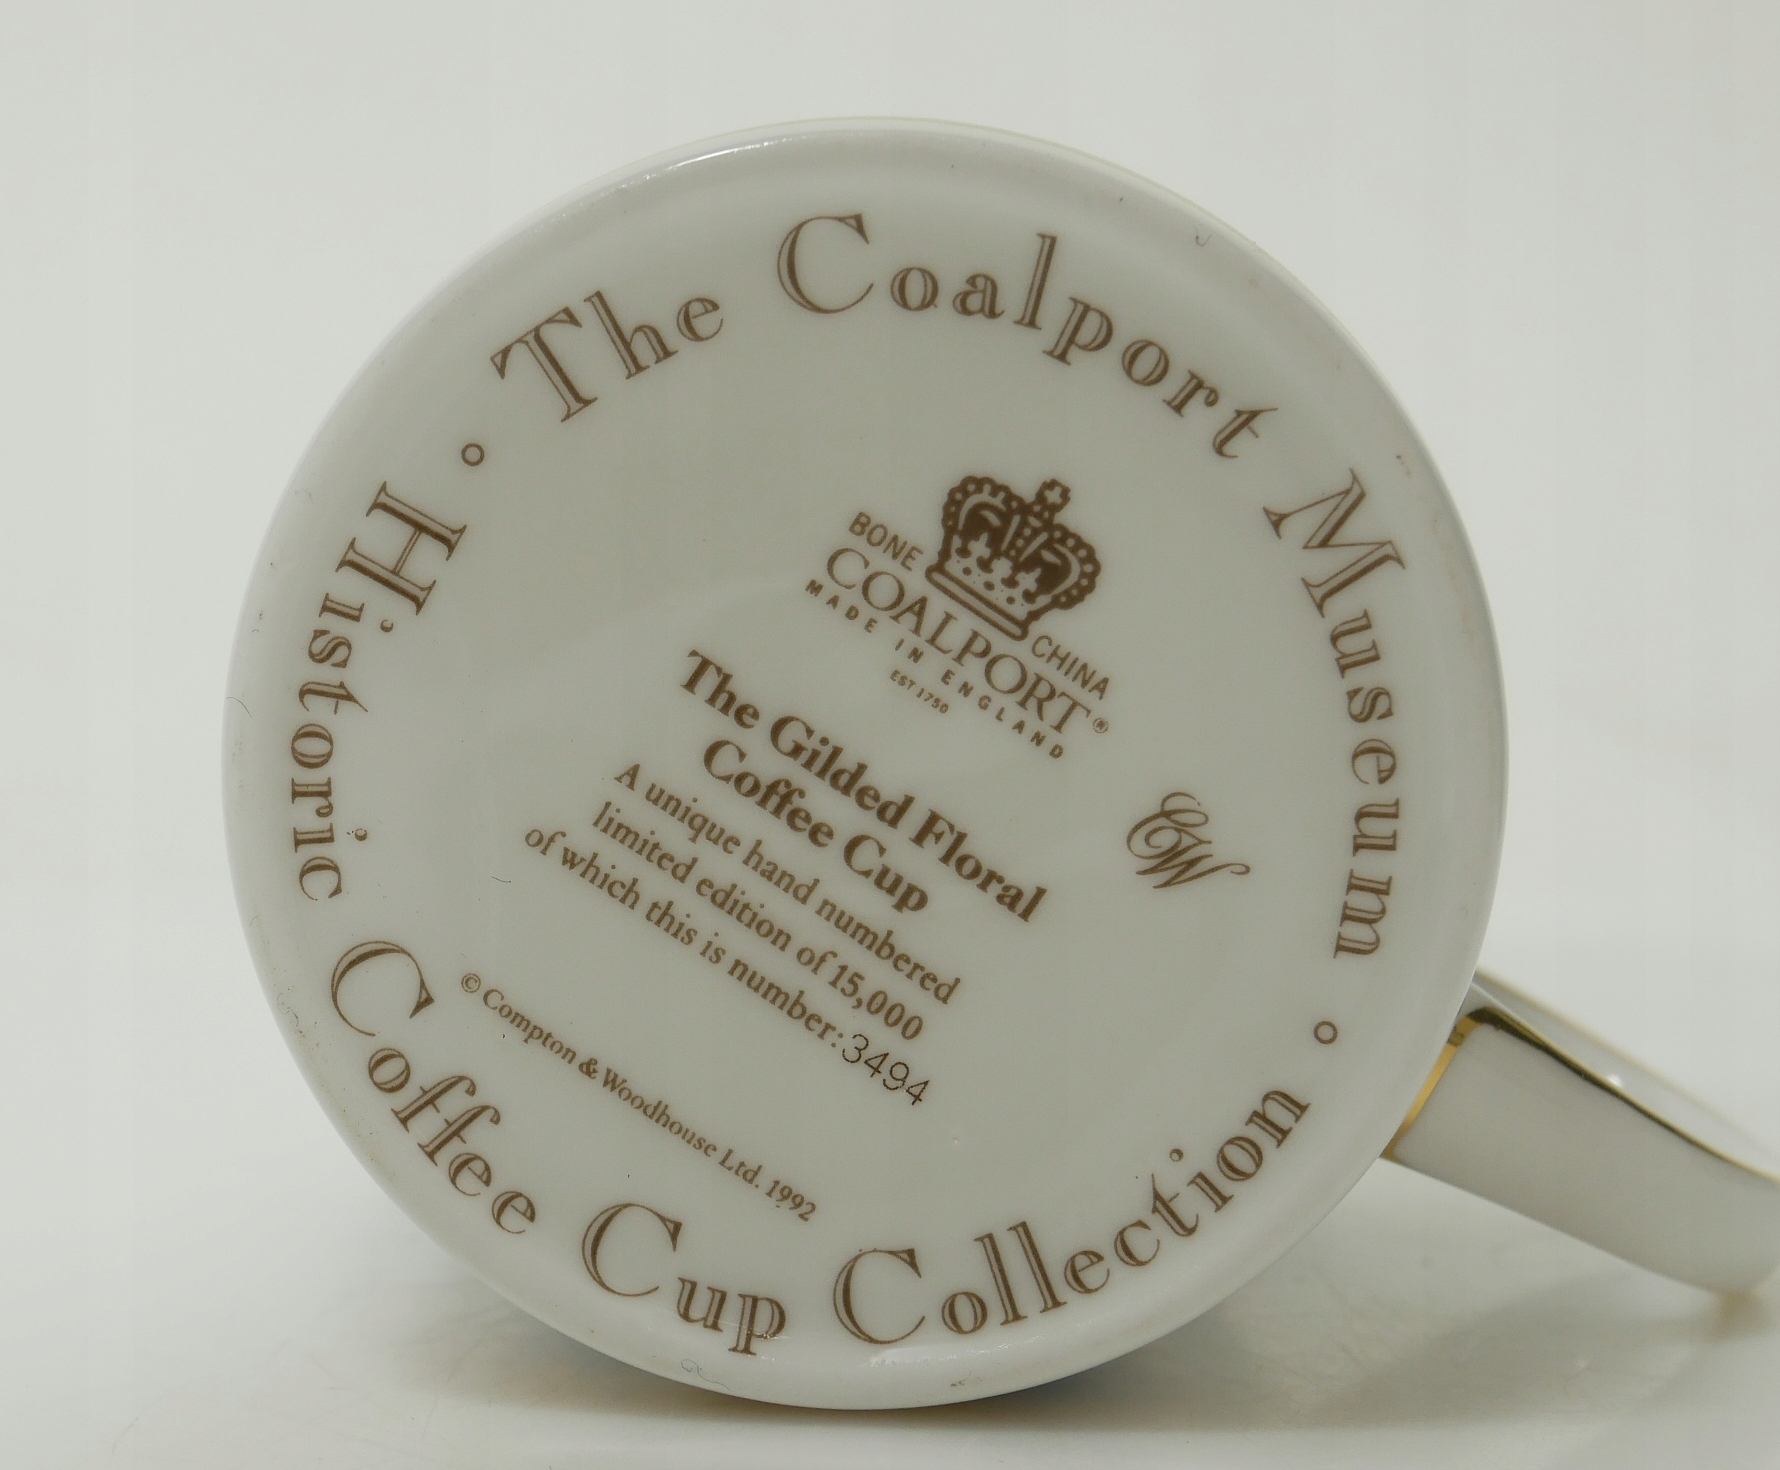 The Coalport Museum
Historic Coffee Cup Collection
BONE CHINA
COALPORT®
MADE IN ENGLAND
EST 1750
CW
The Gilded Floral
Coffee Cup
A unique hand numbered
limited edition of 15,000
of which this is number: 3494
© Compton & Woodhouse Ltd. 1992